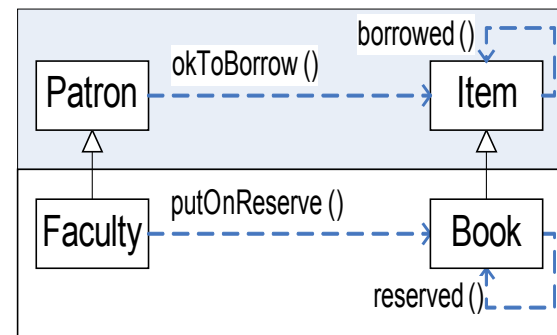 borrowed ()
okToBorrow ()
Patron
Item
putOnReserve ()
Faculty
Book
reserved ()